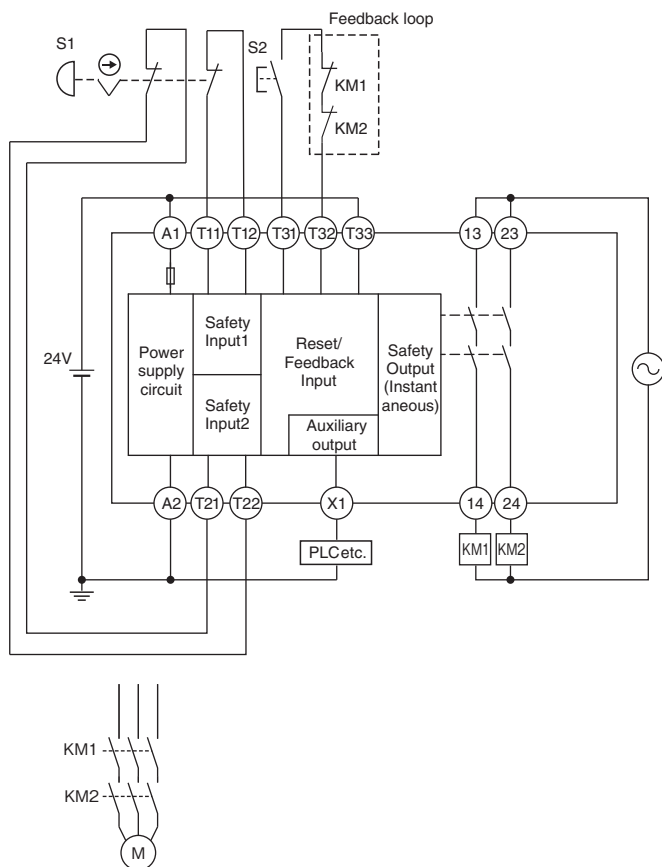 Feedback loop
S1
S2
KM1
KM2
A1
T11
T12
T31
T32
T33
13
23
24V
Power
supply
circuit
Safety
Input1
Safety
Input2
Reset/
Feedback
Input
Auxiliary
output
Safety
Output
(Instant
aneous)
A2
T21
T22
X1
14
24
PLC etc.
KM1
KM2
KM1
KM2
M